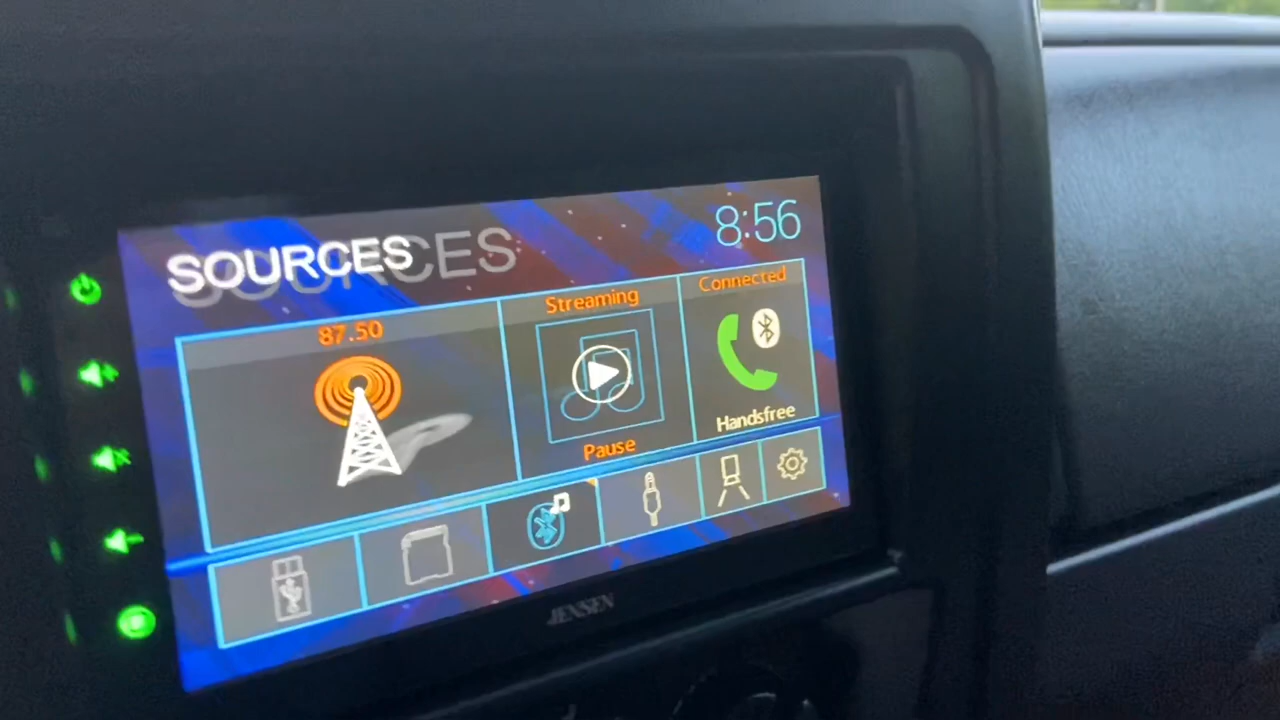 SOURCES
8:56
87.50
Streaming
Connected
Pause
Handsfree
JENSEN